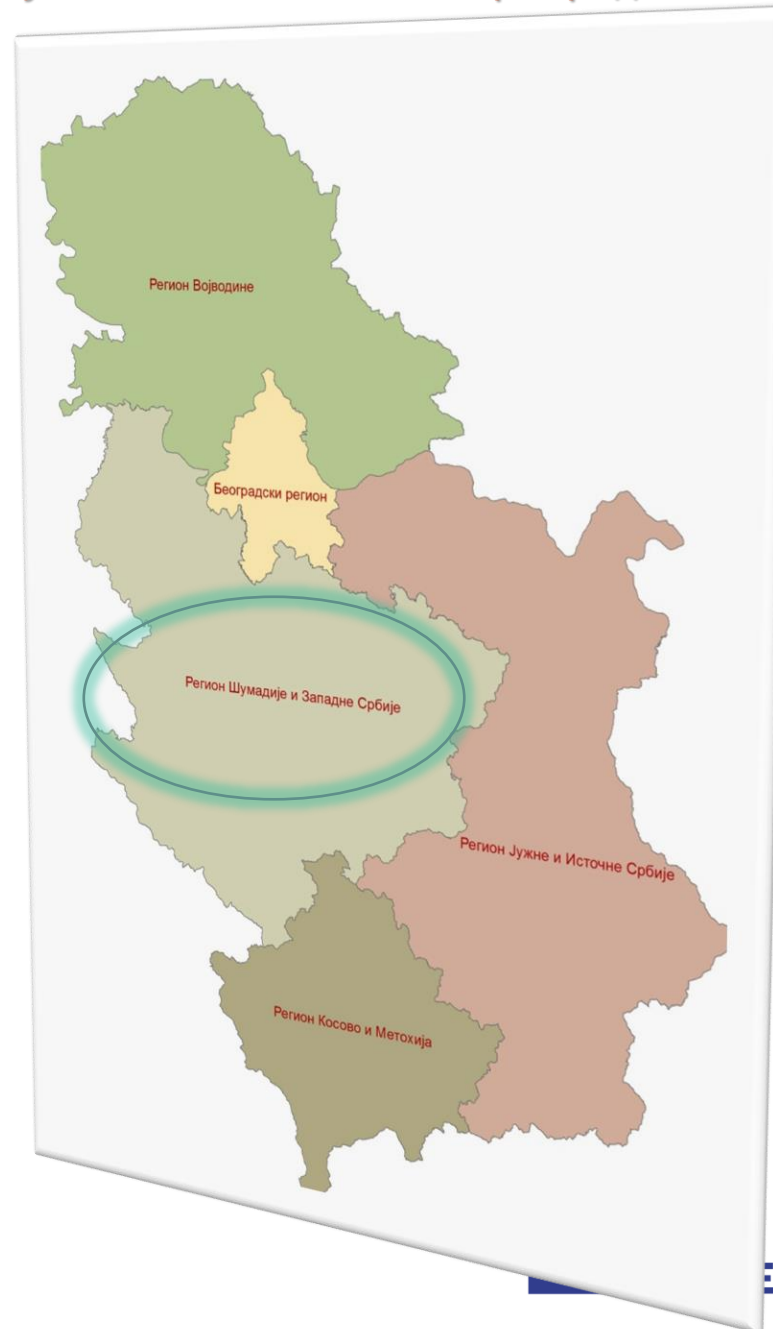 Регион Војводине
Београдски регион
Регион Шумадије и Западне Србије
Регион Јужне и Источне Србије
Регион Косово и Метохија